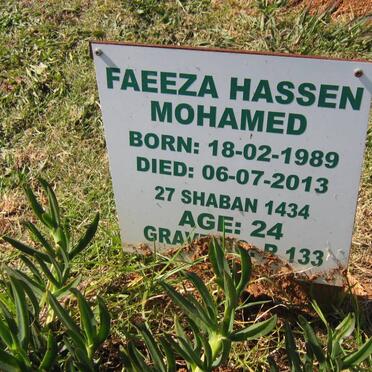 FAEEZA HASSEN
MOHAMED
BORN: 18-02-1989
DIED: 06-07-2013
27 SHABAN 1434
AGE: 24
133